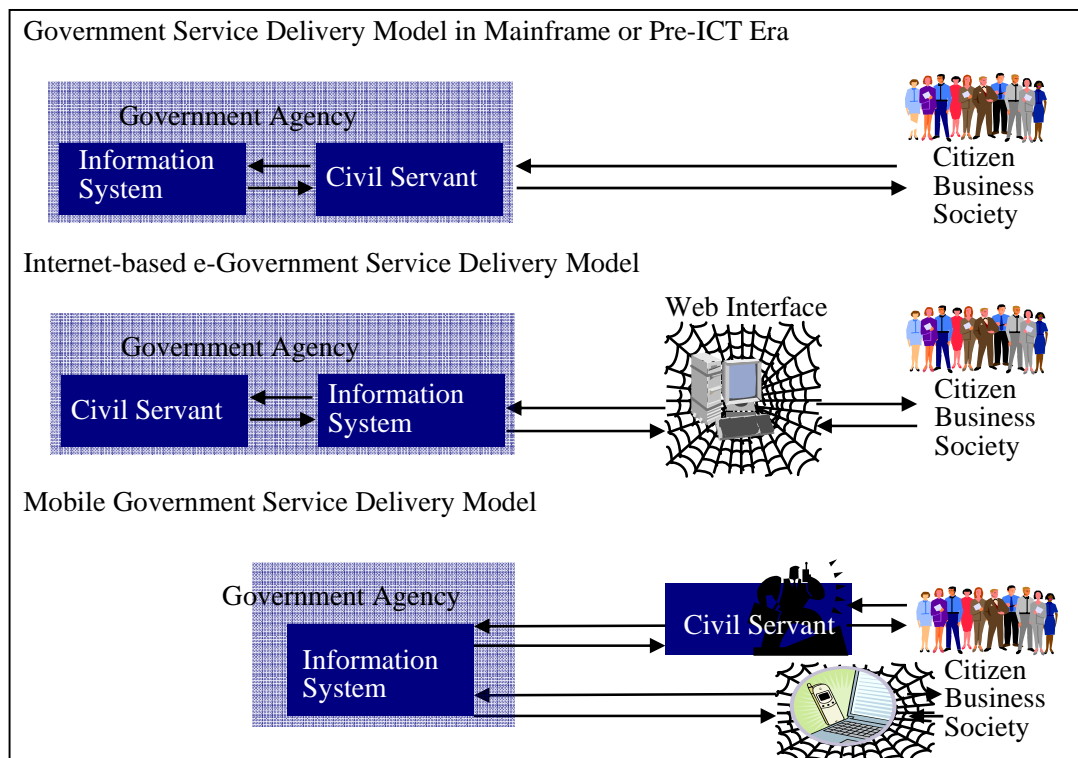 Government Service Delivery Model in Mainframe or Pre-ICT Era
Government Agency
Information
System
Civil Servant
Citizen
Business
Society
Internet-based e-Government Service Delivery Model
Web Interface
Government Agency
Civil Servant
Information
System
Citizen
Business
Society
Mobile Government Service Delivery Model
Government Agency
Civil Servant
Information
System
Citizen
Business
Society